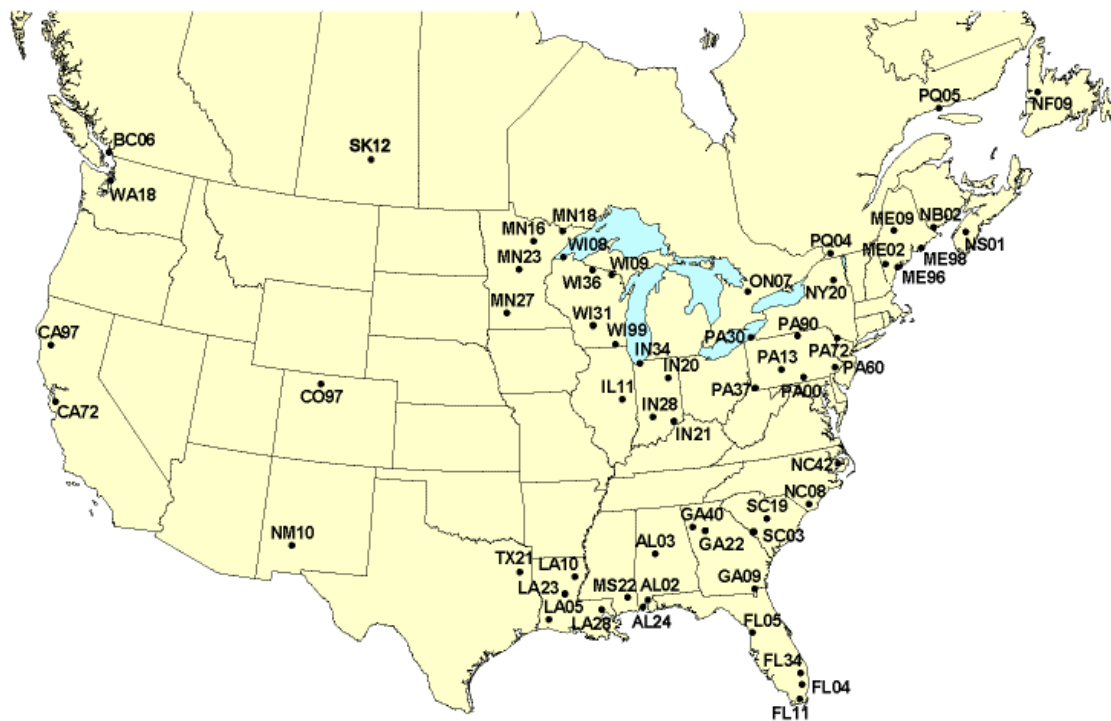 PQ05
NF09
BC06
SK12
WA18
MN18
MN16
ME09
NB02
NS01
WI08
PQ04
ME02
ME98
MN23
WI09
WI36
ON07
NY20
ME96
MN27
WI31
WI99
PA30
PA90
CA97
IN34
PA13
PA72
IN20
PA60
CO97
IL11
PA37
PA00
CA72
IN28
IN21
NC42
NC08
SC19
GA40
SC03
NM10
GA22
AL03
TX21
LA10
LA23
MS22
AL02
GA09
LA05
LA28
AL24
FL05
FL34
FL04
FL11